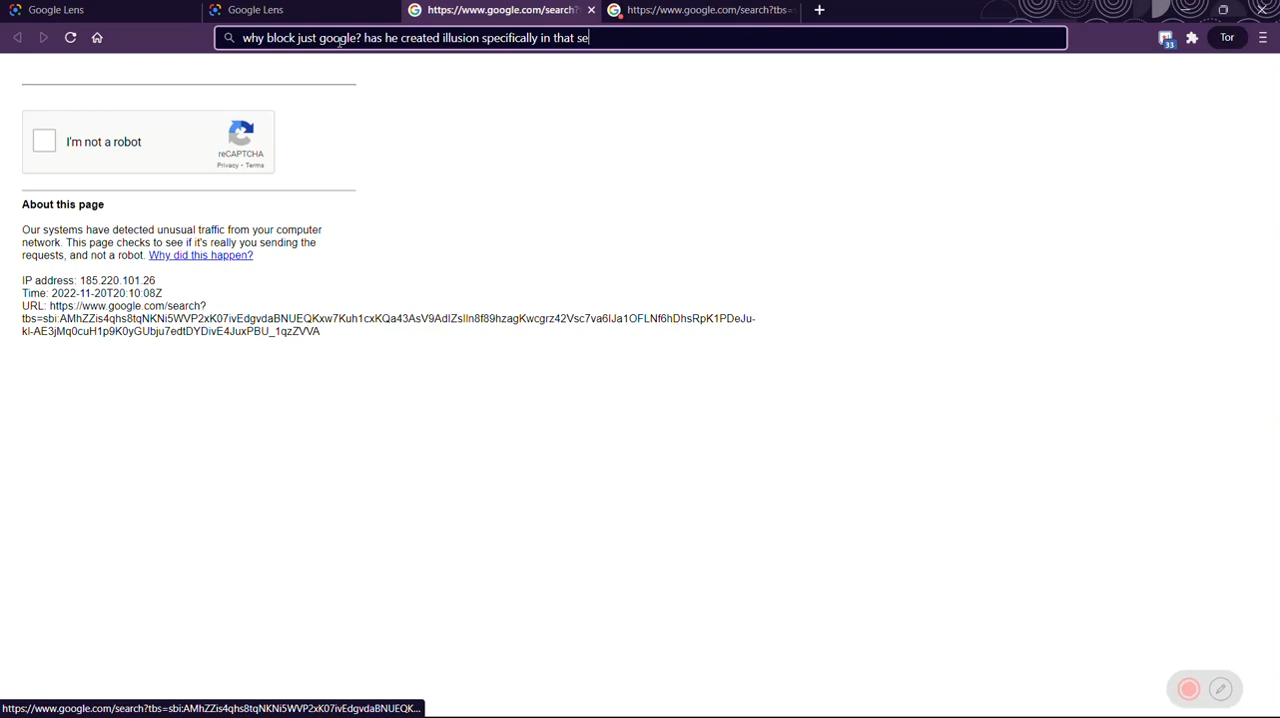 Google Lens
Google Lens
https://www.google.com/search?
https://www.google.com/search?tbs=
why block just google? has he created illusion specifically in that se
33
Tor
I'm not a robot
reCAPTCHA
Privacy - Terms
About this page
Our systems have detected unusual traffic from your computer
network. This page checks to see if it's really you sending the
requests, and not a robot. Why did this happen?
IP address: 185.220.101.26
Time: 2022-11-20T20:10:08Z
URL: https://www.google.com/search?
tbs=sbi:AMhZZis4qhs8tqNKNi5WVP2xK07ivEdgvdaBNUEQKxw7Kuh1cxKQa43AsV9AdIZsIIn8f89hzagKwcgrz42Vsc7va6IJa1OFLNf6hDhsRpK1PDeJu-
kI-AE3jMq0cuH1p9K0yGUbju7edtDYDivE4JuxPBU_1qzZVVA
https://www.google.com/search?tbs=sbi:AMhZZis4qhs8tqNKNi5WVP2xK07ivEdgvdaBNUEQK...